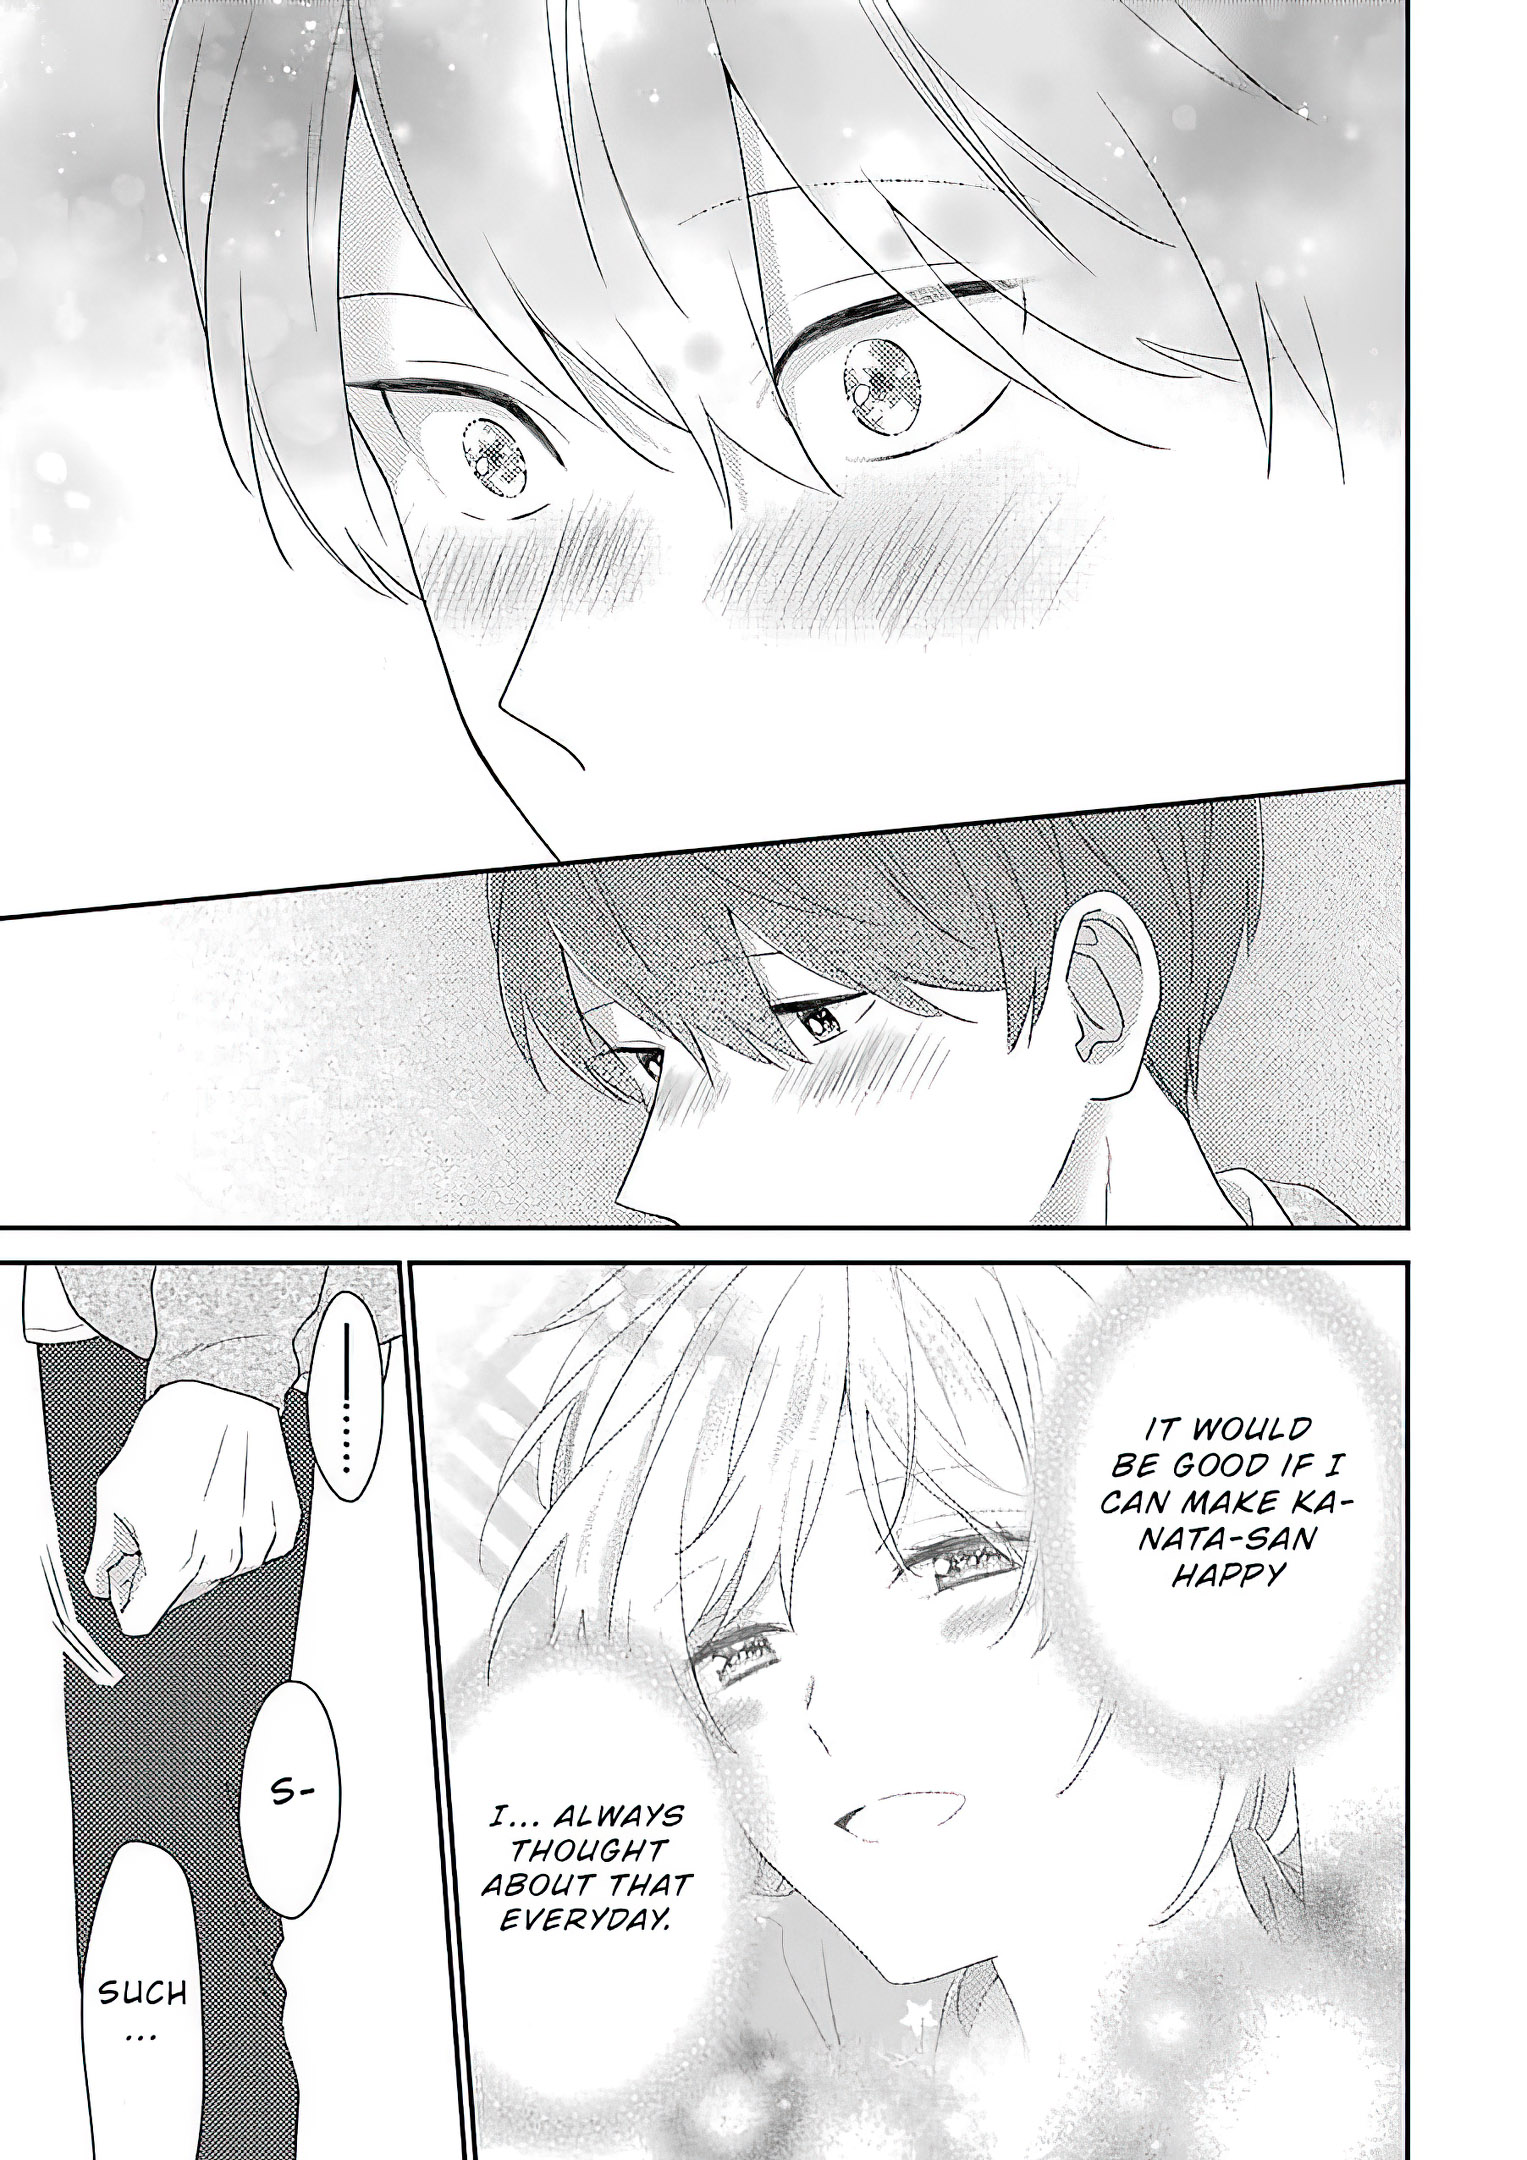 IT WOULD
BE GOOD IF I
CAN MAKE KA-
NATA-SAN
HAPPY
I... ALWAYS
THOUGHT
ABOUT THAT
EVERYDAY.
S-
SUCH
...